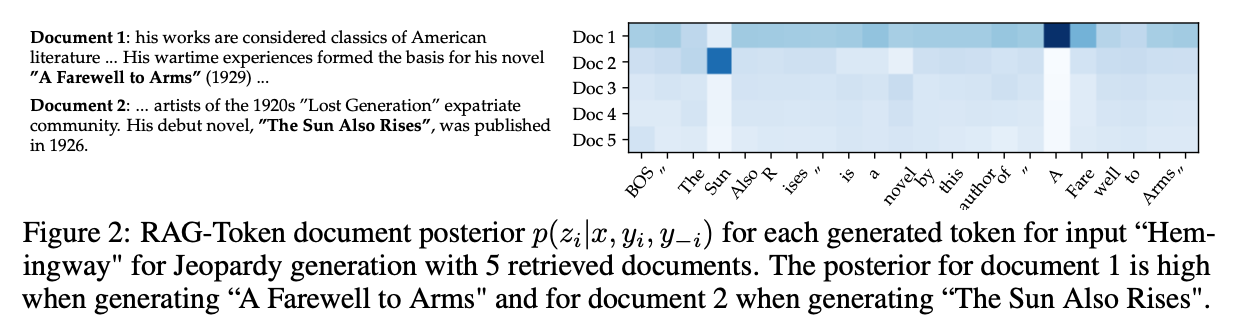 Document 1: his works are considered classics of American
literature ... His wartime experiences formed the basis for his novel
”A Farewell to Arms” (1929) ...
Document 2: ... artists of the 1920s ”Lost Generation” expatriate
community. His debut novel, ”The Sun Also Rises”, was published
in 1926.
Doc 1
Doc 2
Doc 3
Doc 4
Doc 5
BOS ” The Sun Also R ises ” is a novel by this author of ” A Fare well to Arms ”
Figure 2: RAG-Token document posterior p(z_i|x, y_i, y_{-i}) for each generated token for input “Hem-
ingway" for Jeopardy generation with 5 retrieved documents. The posterior for document 1 is high
when generating “A Farewell to Arms" and for document 2 when generating “The Sun Also Rises".